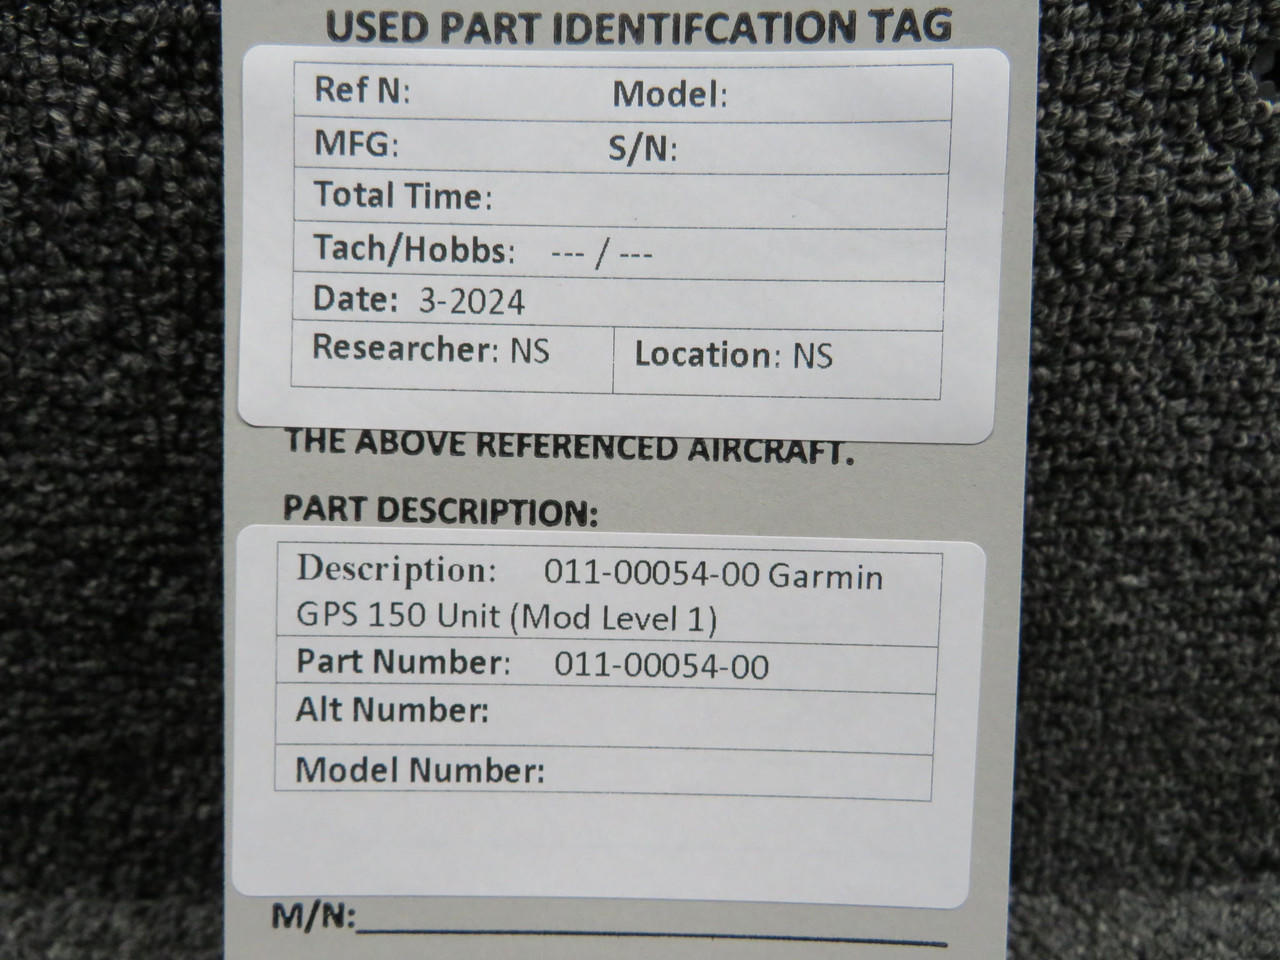 USED PART IDENTIFCATION TAG
Ref N: Model:
MFG: S/N:
Total Time:
Tach/Hobbs: --- / ---
Date: 3-2024
Researcher: NS Location: NS
THE ABOVE REFERENCED AIRCRAFT.
PART DESCRIPTION:
Description: 011-00054-00 Garmin
GPS 150 Unit (Mod Level 1)
Part Number: 011-00054-00
Alt Number:
Model Number:
M/N: